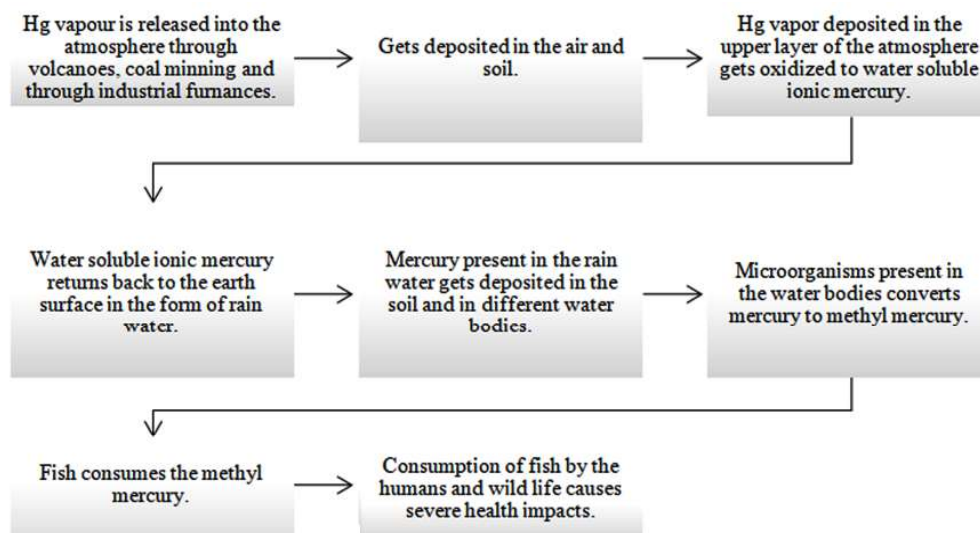 Hg vapour is released into the
atmosphere through
volcanoes, coal minning and
through industrial furnances.
Gets deposited in the air and
soil.
Hg vapor deposited in the
upper layer of the atmosphere
gets oxidized to water soluble
ionic mercury.
Water soluble ionic mercury
returns back to the earth
surface in the form of rain
water.
Mercury present in the rain
water gets deposited in the
soil and in different water
bodies.
Microorganisms present in
the water bodies converts
mercury to methyl mercury.
Fish consumes the methyl
mercury.
Consumption of fish by the
humans and wild life causes
severe health impacts.